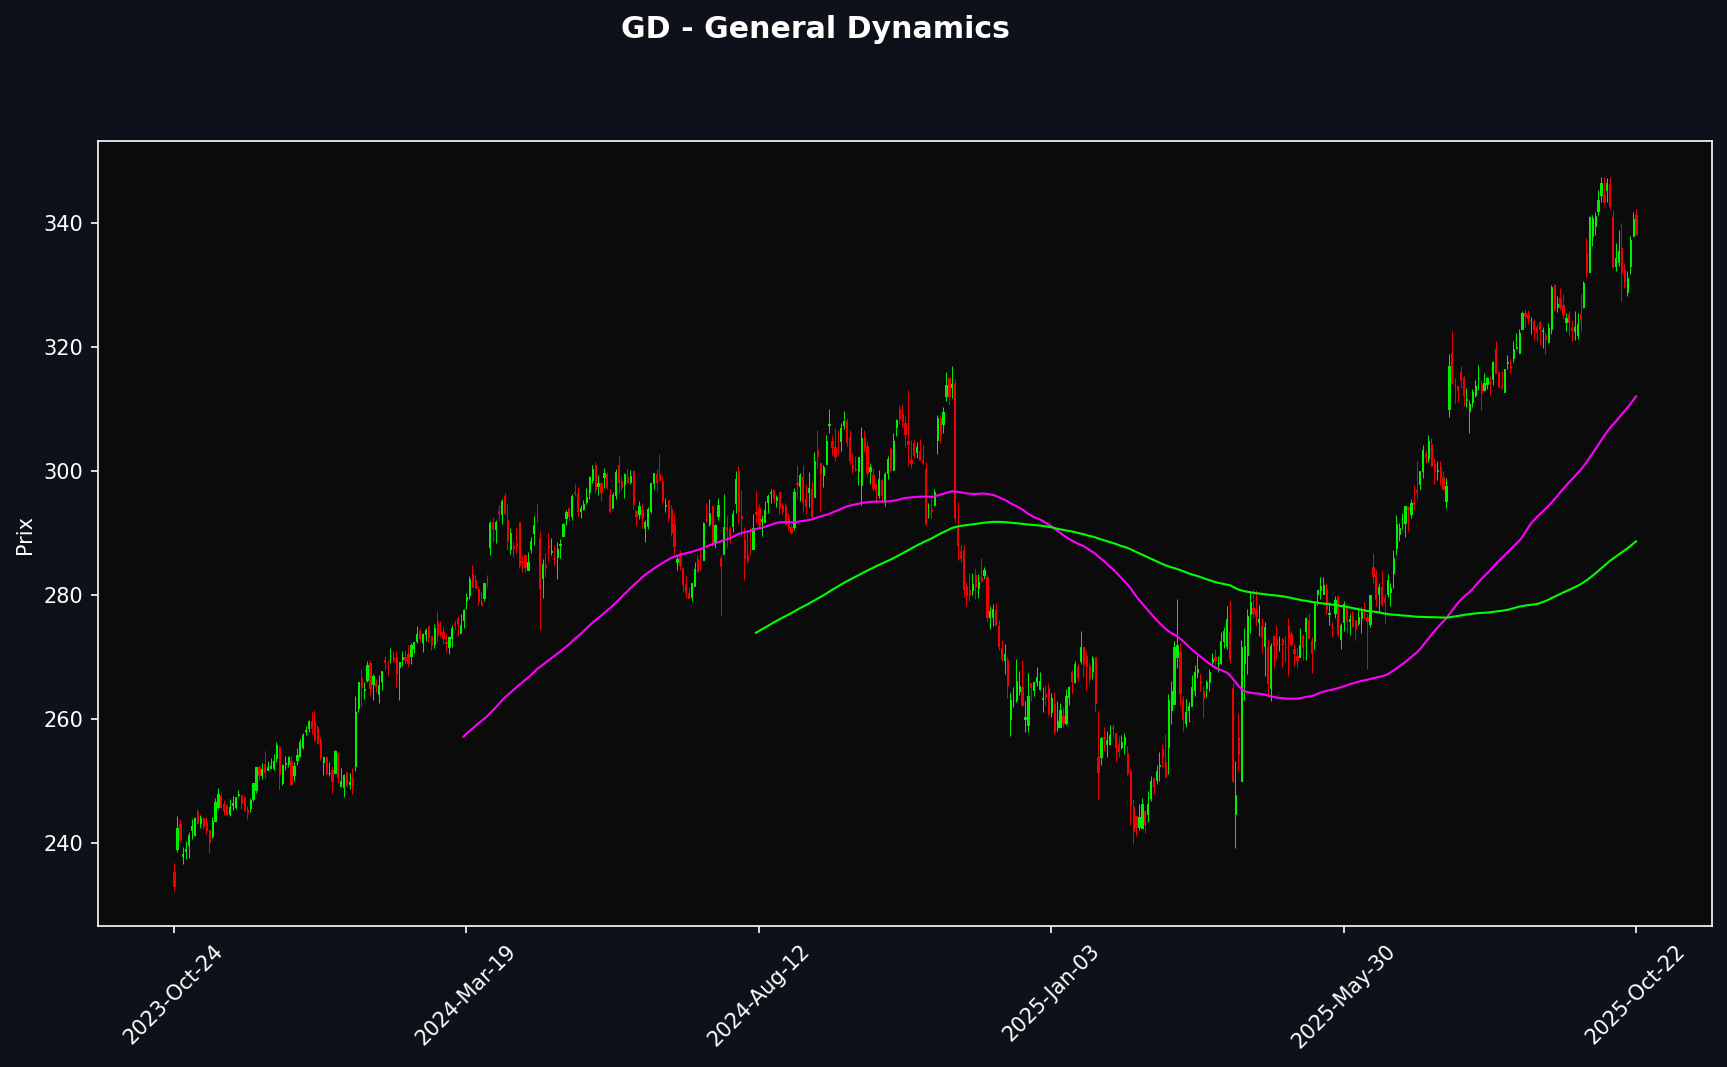 GD - General Dynamics
Prix
340
320
300
280
260
240
2023-Oct-24
2024-Mar-19
2024-Aug-12
2025-Jan-03
2025-May-30
2025-Oct-22